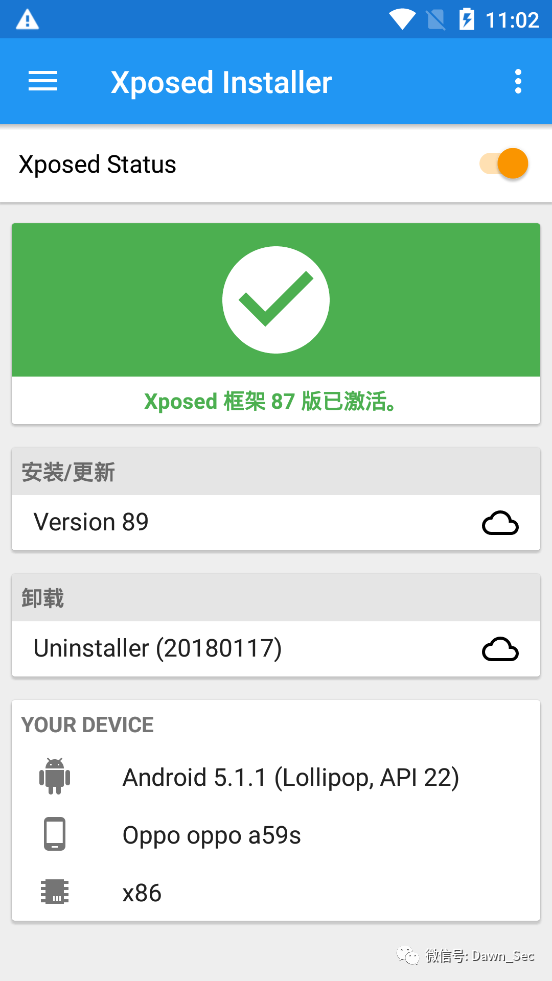 11:02
Xposed Installer
Xposed Status
Xposed 框架 87 版已激活。
安装/更新
Version 89
卸载
Uninstaller (20180117)
YOUR DEVICE
Android 5.1.1 (Lollipop, API 22)
Oppo oppo a59s
x86
微信号: Dawn_Sec